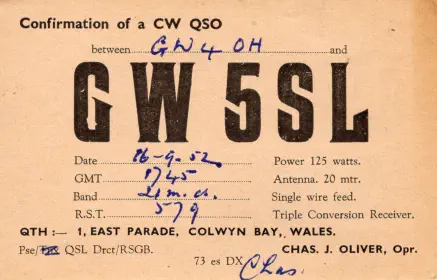 Confirmation of a CW QSO
between GW4OH and
GW5SL
Date 16-9-52. Power 125 watts.
GMT 1745 Antenna. 20 mtr.
Band 21 m.cs. Single wire feed.
R.S.T. 579 Triple Conversion Receiver.
QTH :— 1, EAST PARADE, COLWYN BAY, WALES.
Pse/ QSL Drct/RSGB. CHAS. J. OLIVER, Opr.
73 es DX Chas.